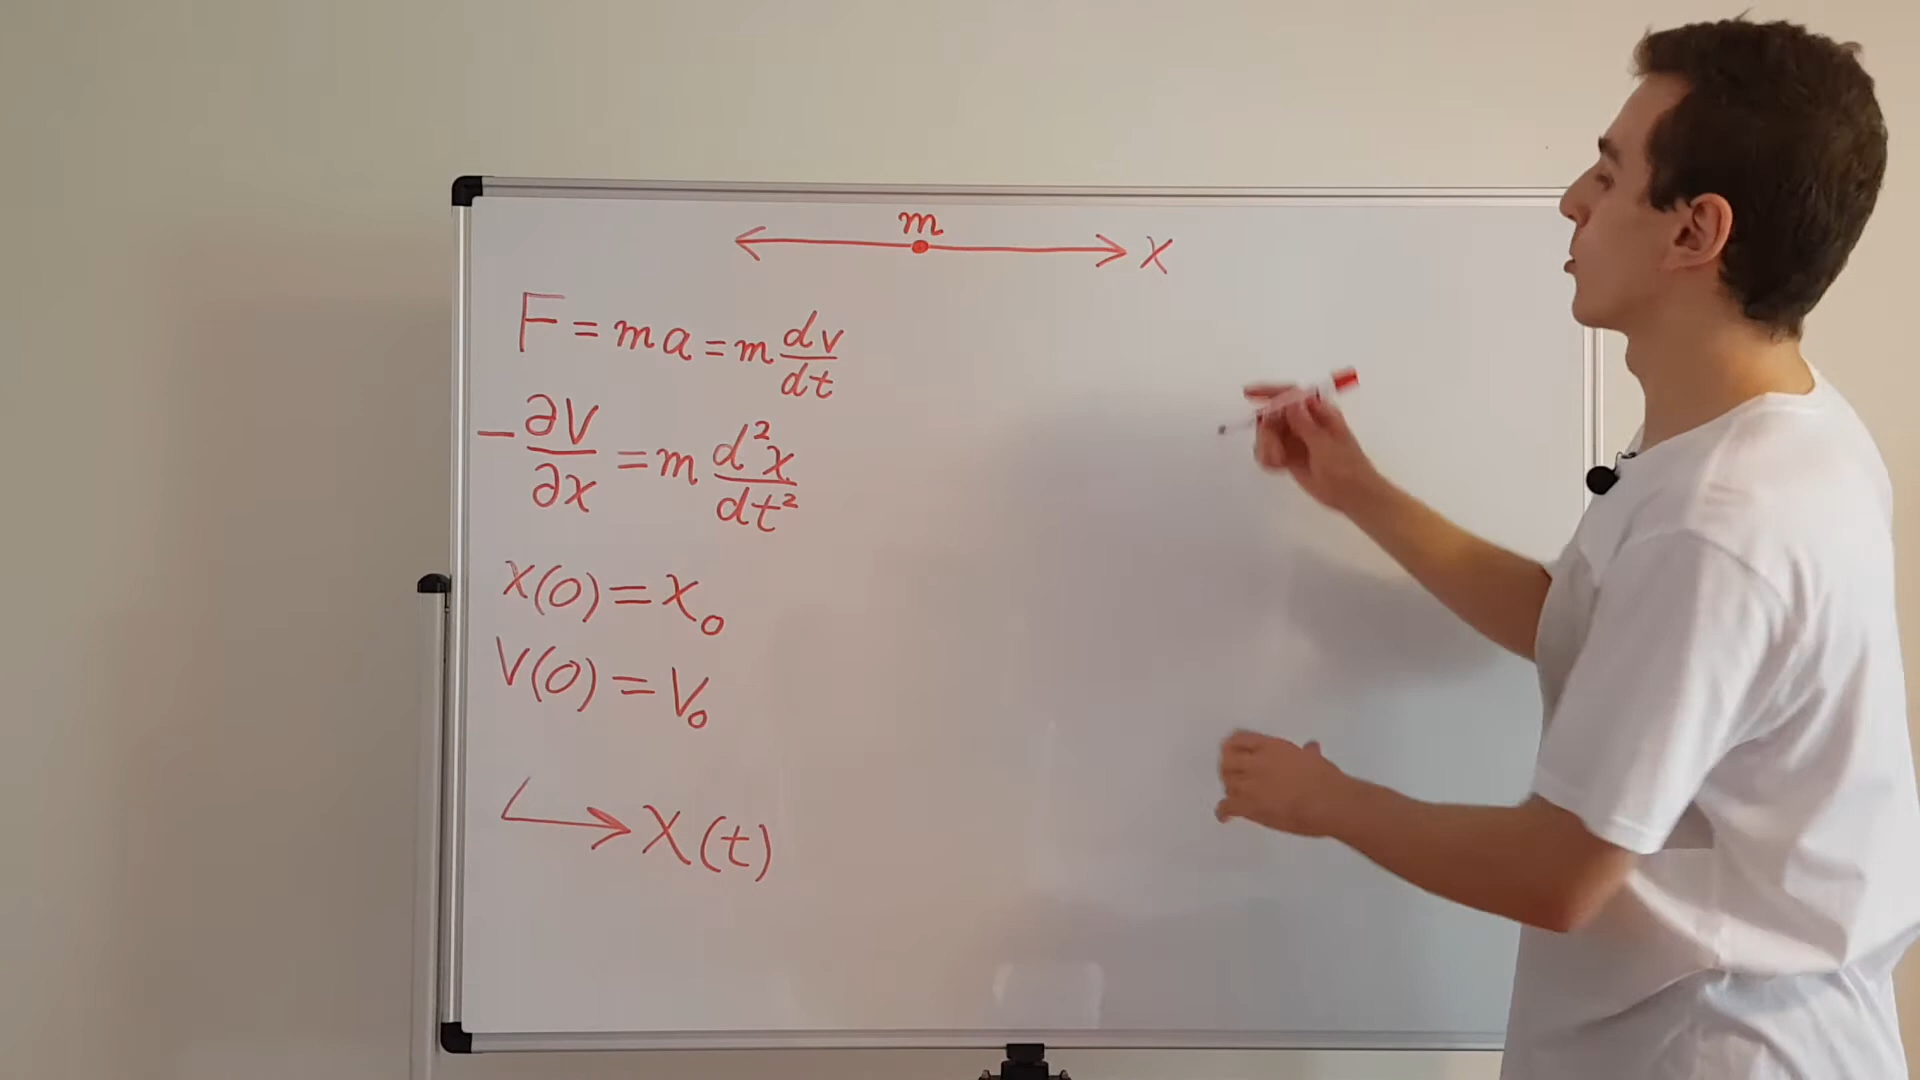 m
x
F = ma = m dv/dt
- ∂V/∂x = m d²x/dt²
x(0) = x₀
V(0) = V₀
→ X(t)